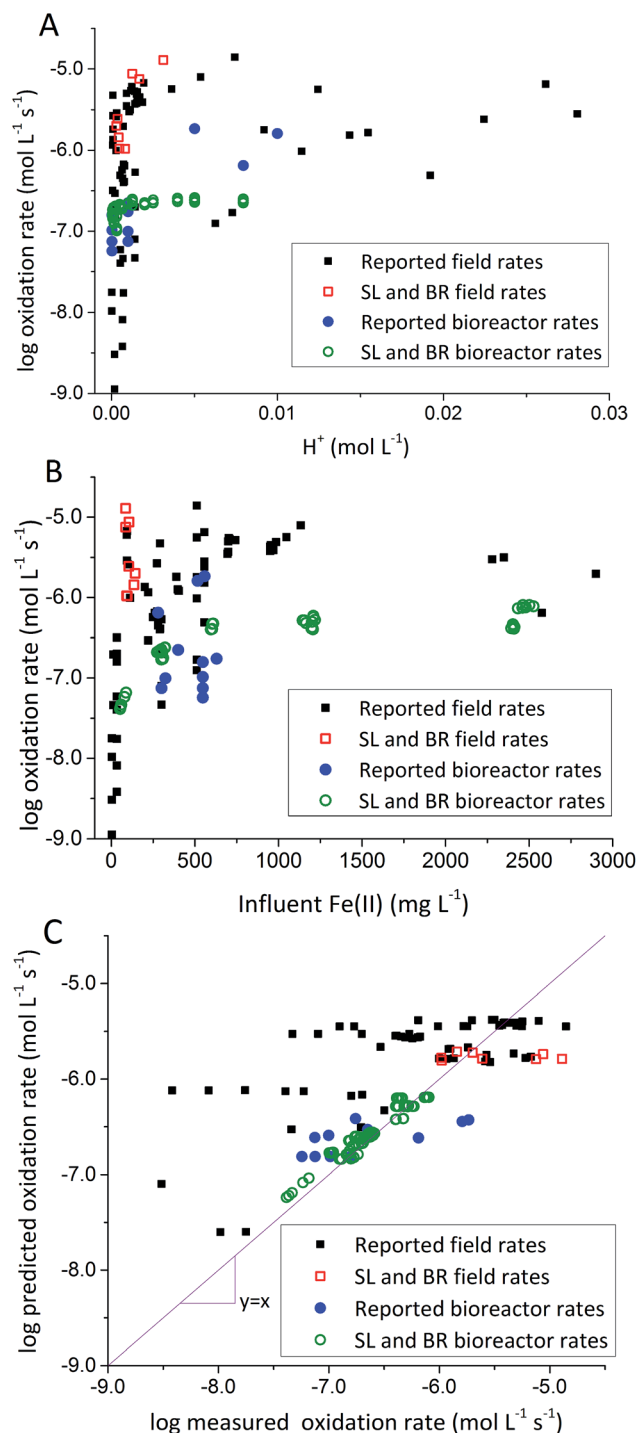 A
log oxidation rate (mol L⁻¹ s⁻¹)
-5.0
-6.0
-7.0
-8.0
-9.0
Reported field rates
SL and BR field rates
Reported bioreactor rates
SL and BR bioreactor rates
0.00 0.01 0.02 0.03
H⁺ (mol L⁻¹)
B
log oxidation rate (mol L⁻¹ s⁻¹)
-5.0
-6.0
-7.0
-8.0
-9.0
Reported field rates
SL and BR field rates
Reported bioreactor rates
SL and BR bioreactor rates
0 500 1000 1500 2000 2500 3000
Influent Fe(II) (mg L⁻¹)
C
log predicted oxidation rate (mol L⁻¹ s⁻¹)
-5.0
-6.0
-7.0
-8.0
-9.0
y=x
Reported field rates
SL and BR field rates
Reported bioreactor rates
SL and BR bioreactor rates
-9.0 -8.0 -7.0 -6.0 -5.0
log measured oxidation rate (mol L⁻¹ s⁻¹)